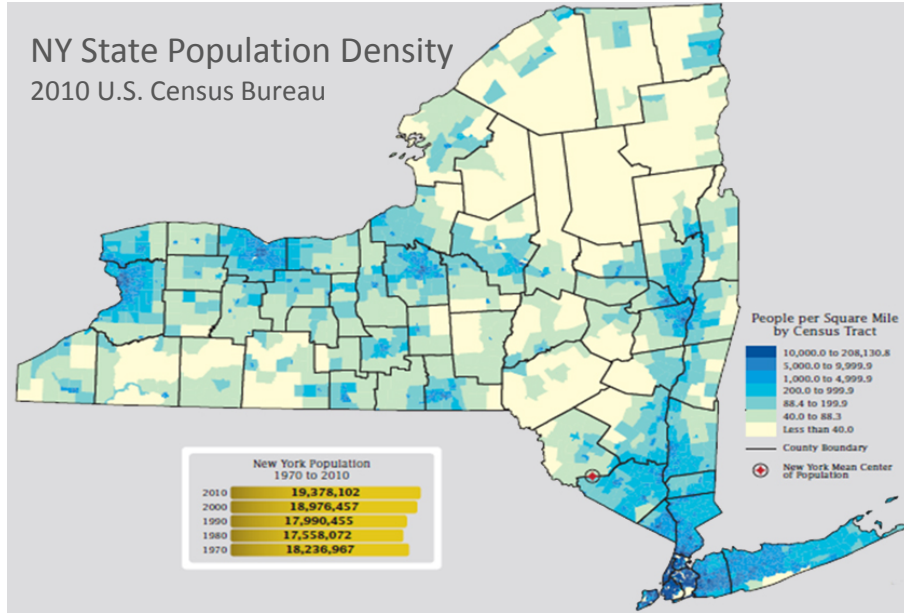 NY State Population Density
2010 U.S. Census Bureau
People per Square Mile
by Census Tract
10,000.0 to 208,130.8
5,000.0 to 9,999.9
1,000.0 to 4,999.9
200.0 to 999.9
88.4 to 199.9
40.0 to 88.3
Less than 40.0
County Boundary
New York Mean Center
of Population
New York Population
1970 to 2010
2010 19,378,102
2000 18,976,457
1990 17,990,455
1980 17,558,072
1970 18,236,967